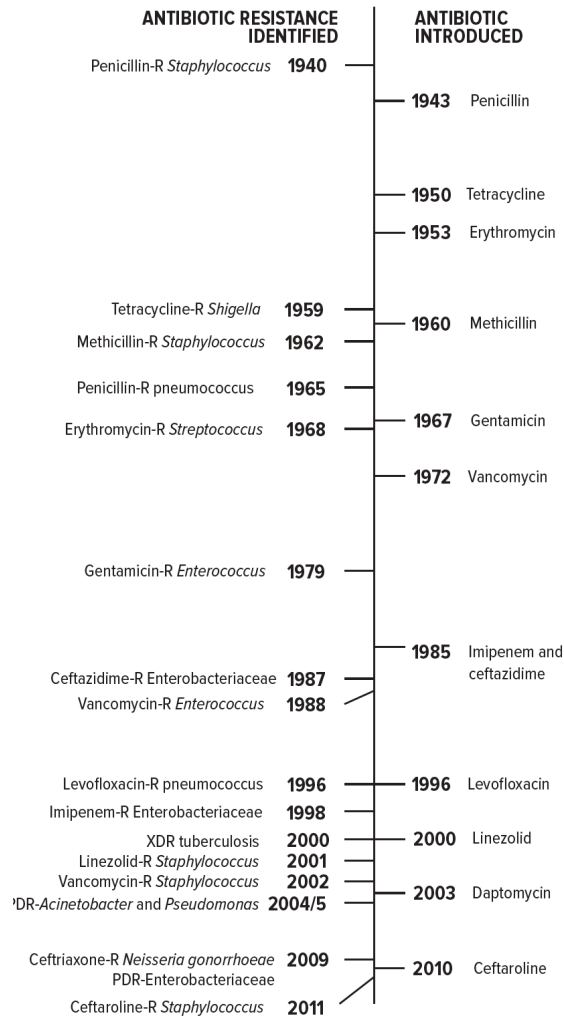 ANTIBIOTIC RESISTANCE
IDENTIFIED
ANTIBIOTIC
INTRODUCED
Penicillin-R Staphylococcus 1940
1943 Penicillin
1950 Tetracycline
1953 Erythromycin
Tetracycline-R Shigella 1959
1960 Methicillin
Methicillin-R Staphylococcus 1962
Penicillin-R pneumococcus 1965
1967 Gentamicin
Erythromycin-R Streptococcus 1968
1972 Vancomycin
Gentamicin-R Enterococcus 1979
1985 Imipenem and
ceftazidime
Ceftazidime-R Enterobacteriaceae 1987
Vancomycin-R Enterococcus 1988
Levofloxacin-R pneumococcus 1996
1996 Levofloxacin
Imipenem-R Enterobacteriaceae 1998
XDR tuberculosis 2000
2000 Linezolid
Linezolid-R Staphylococcus 2001
Vancomycin-R Staphylococcus 2002
2003 Daptomycin
DR-Acinetobacter and Pseudomonas 2004/5
Ceftriaxone-R Neisseria gonorrhoeae 2009
PDR-Enterobacteriaceae
2010 Ceftaroline
Ceftaroline-R Staphylococcus 2011